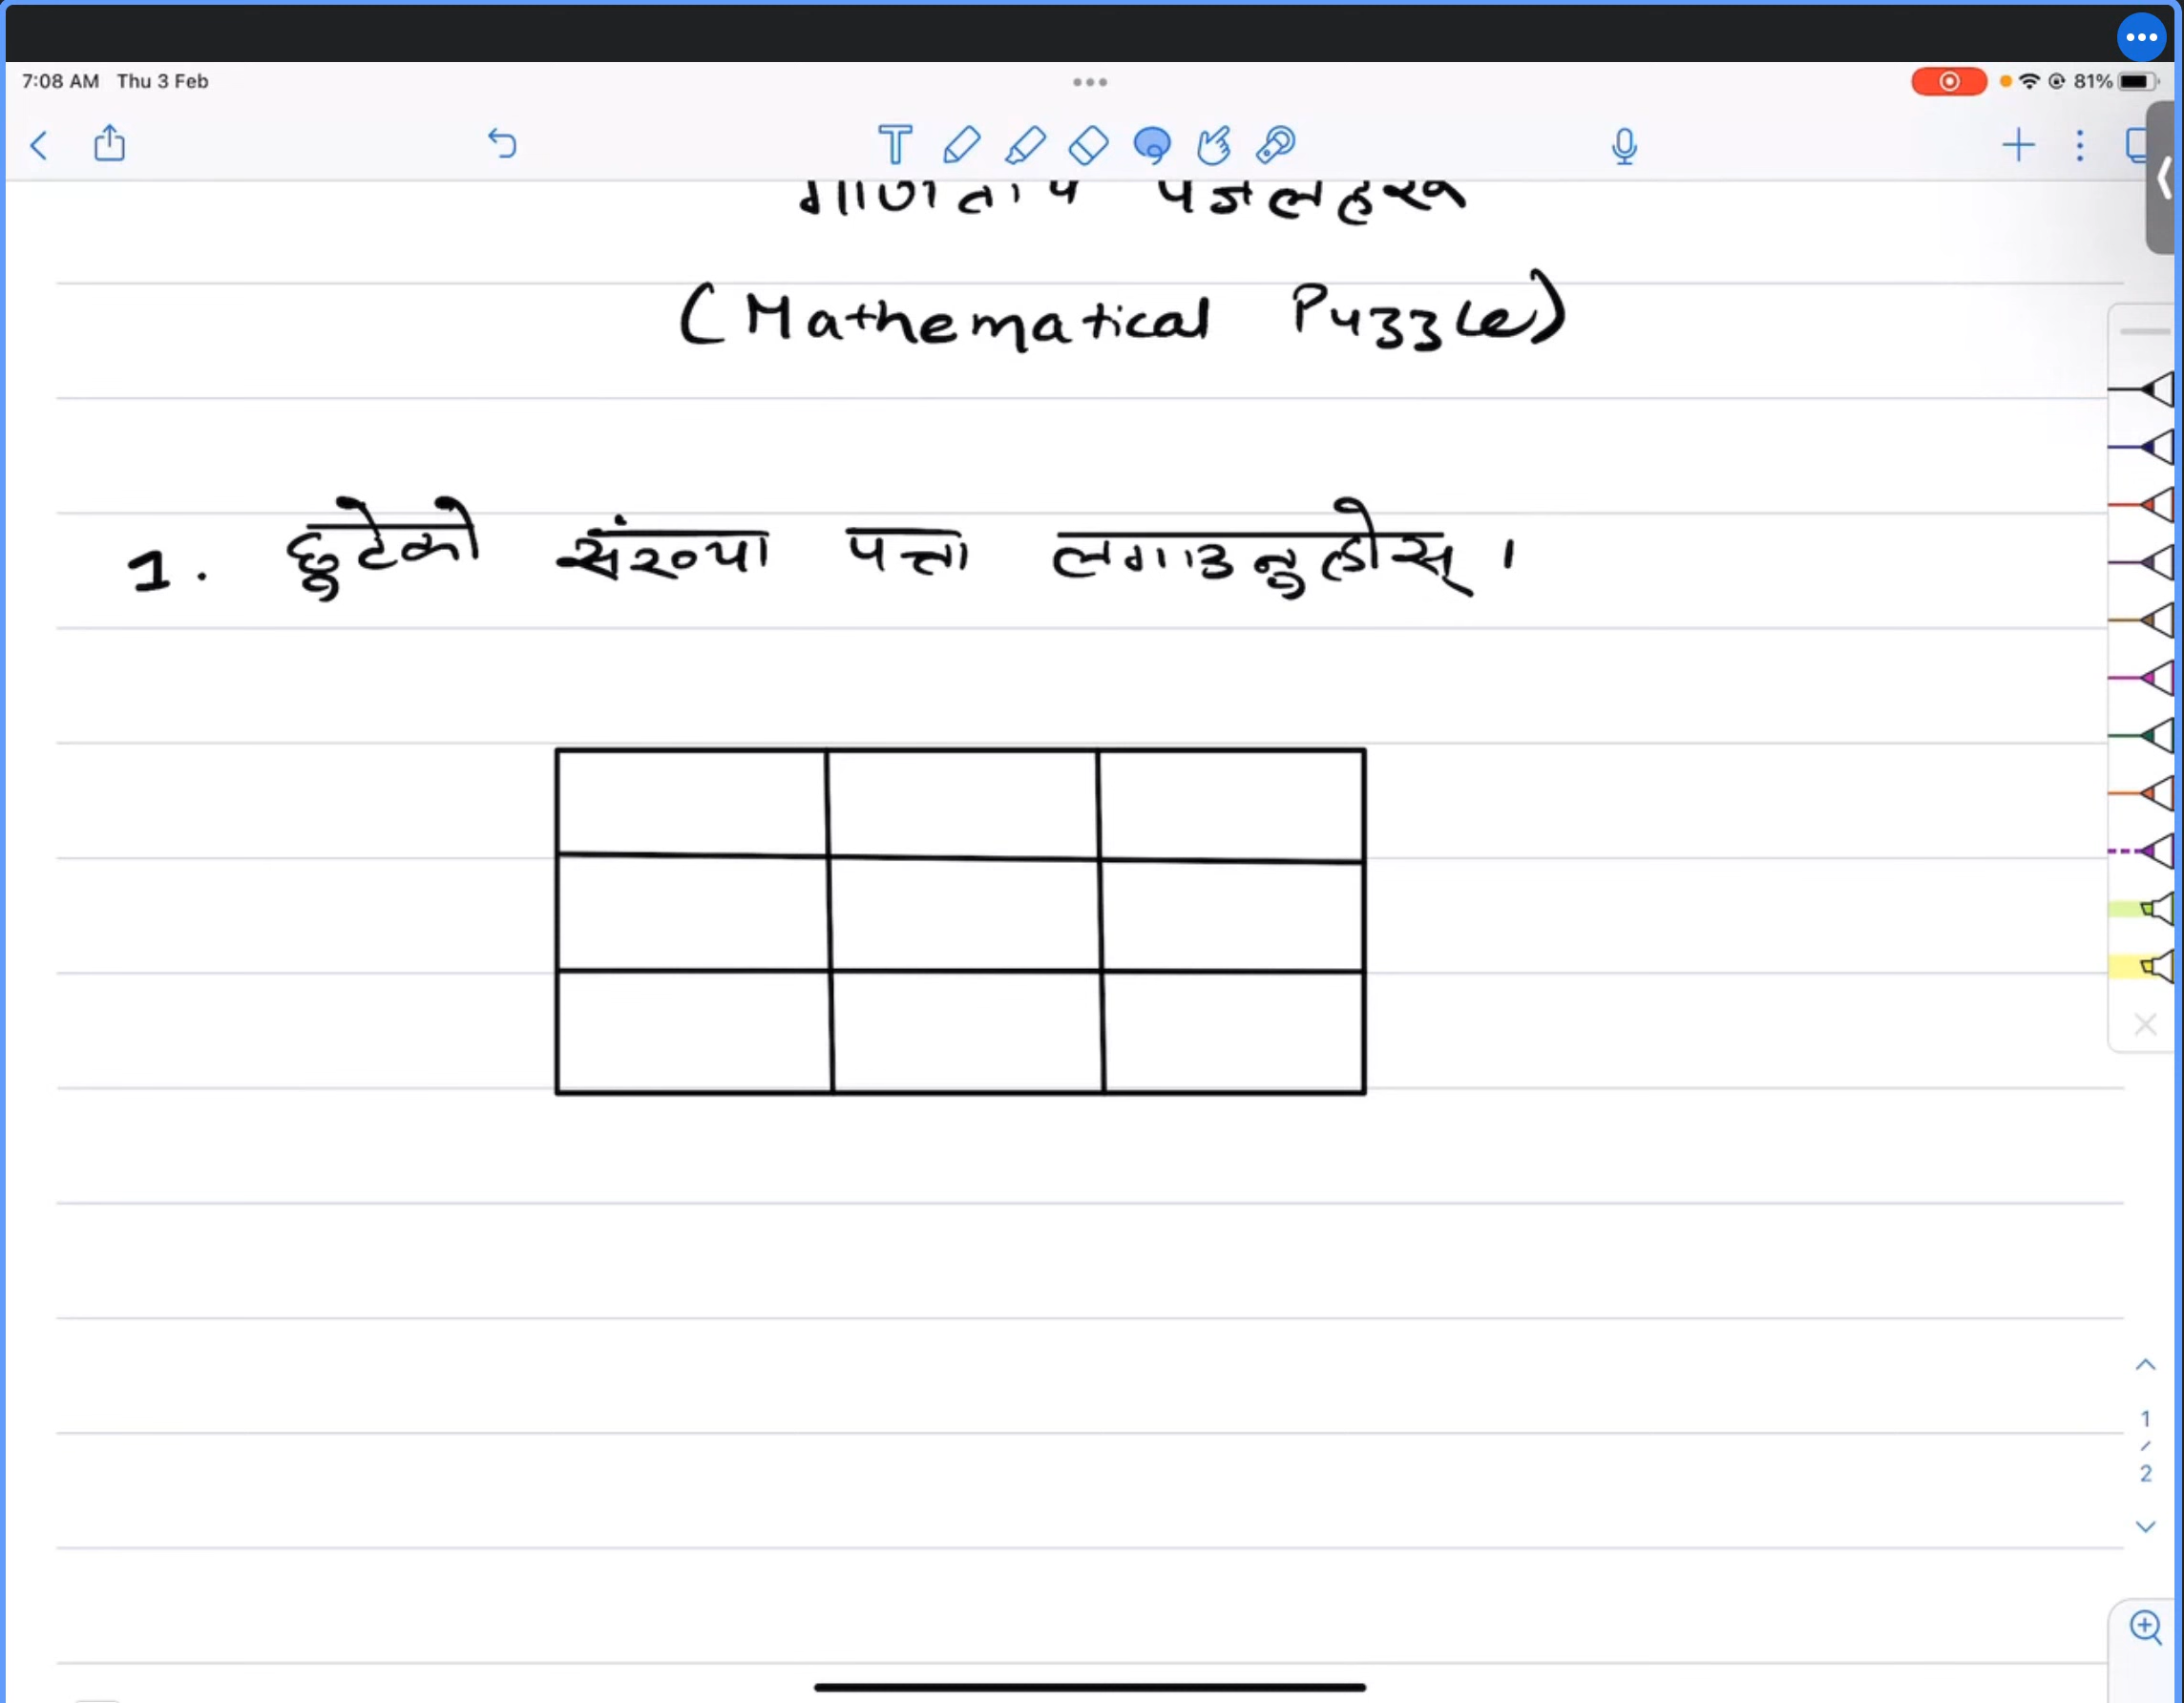 7:08 AM Thu 3 Feb
81%
(Mathematical Puzzle)
1. छुटेको संख्या पत्ता लगाउनुहोस् ।
1
/
2